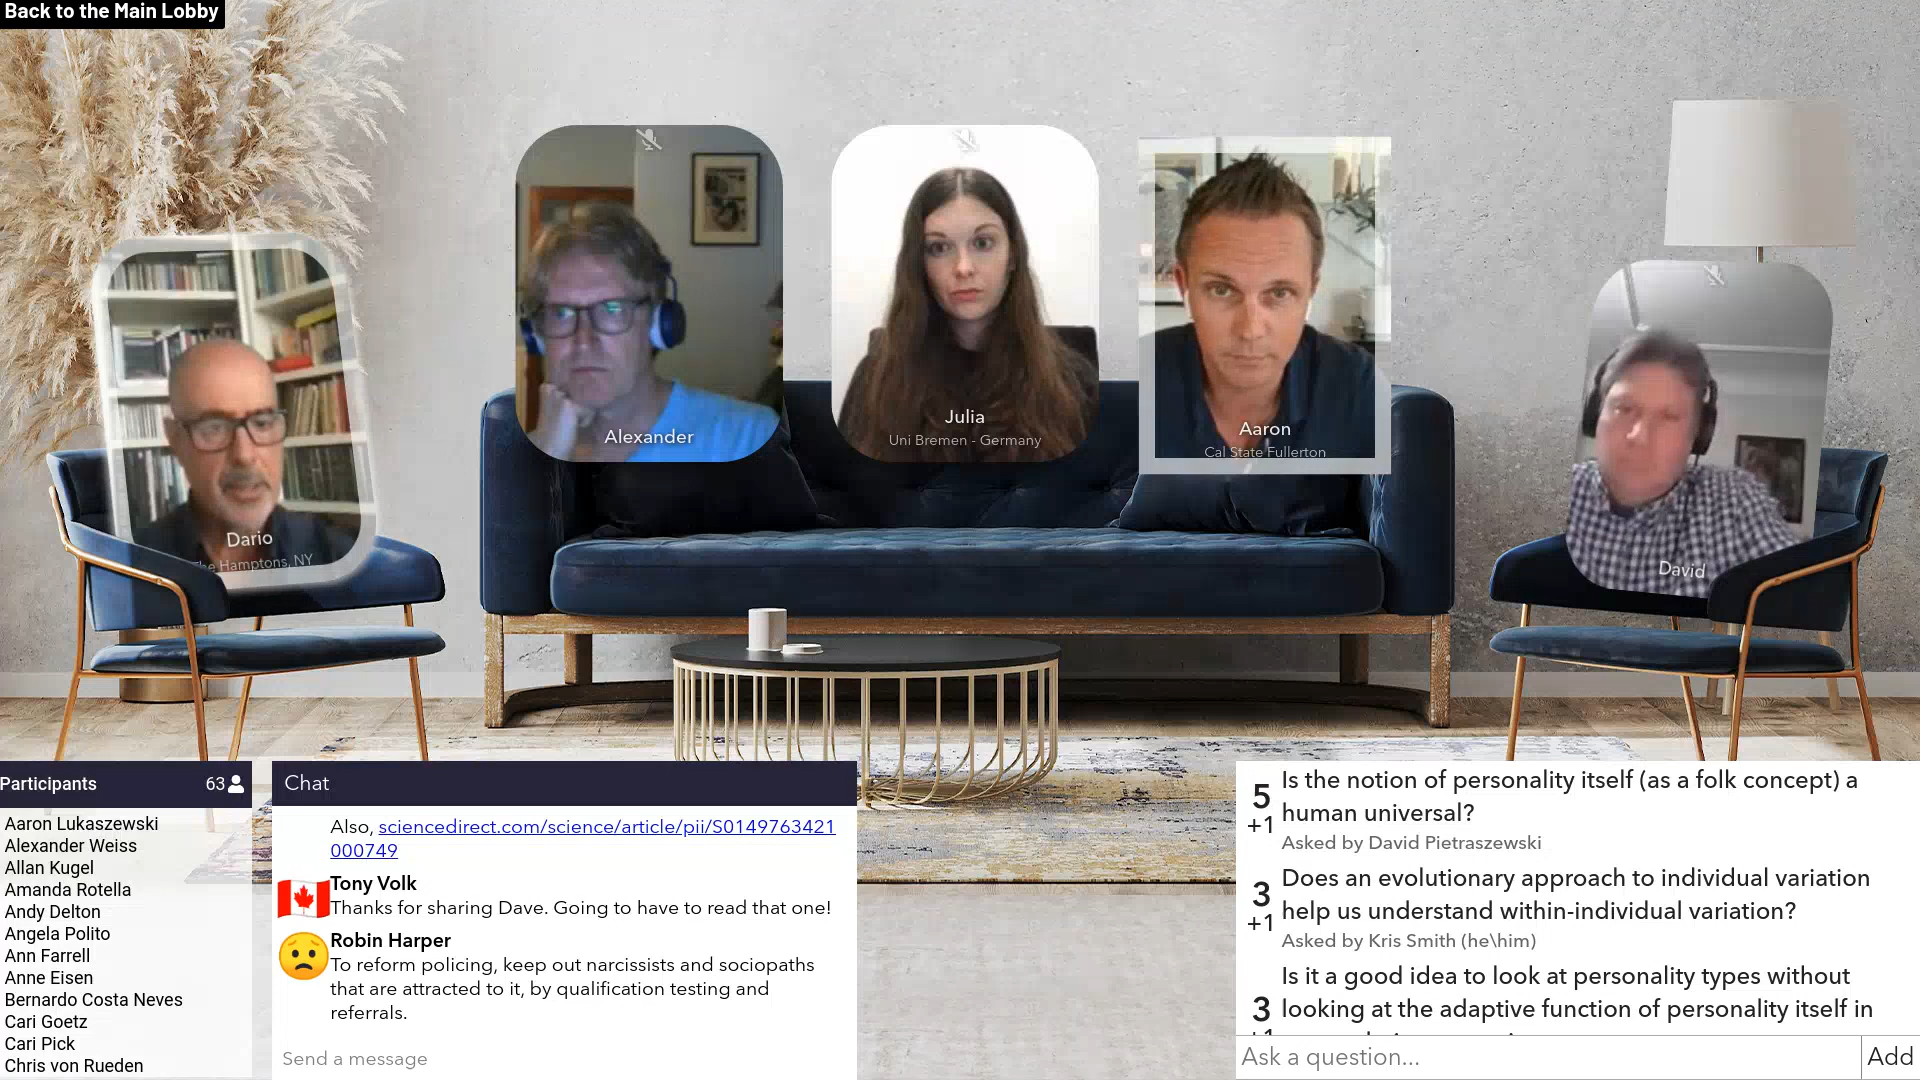 Back to the Main Lobby
Alexander
Julia
Uni Bremen - Germany
Aaron
Cal State Fullerton
Dario
The Hamptons, NY
David
Participants 63
Aaron Lukaszewski
Alexander Weiss
Allan Kugel
Amanda Rotella
Andy Delton
Angela Polito
Ann Farrell
Anne Eisen
Bernardo Costa Neves
Cari Goetz
Cari Pick
Chris von Rueden
Chat
Also, sciencedirect.com/science/article/pii/S0149763421
000749
Tony Volk
Thanks for sharing Dave. Going to have to read that one!
Robin Harper
To reform policing, keep out narcissists and sociopaths
that are attracted to it, by qualification testing and
referrals.
Send a message
5
+1
Is the notion of personality itself (as a folk concept) a
human universal?
Asked by David Pietraszewski
3
+1
Does an evolutionary approach to individual variation
help us understand within-individual variation?
Asked by Kris Smith (he\him)
3
Is it a good idea to look at personality types without
looking at the adaptive function of personality itself in
Ask a question...
Add